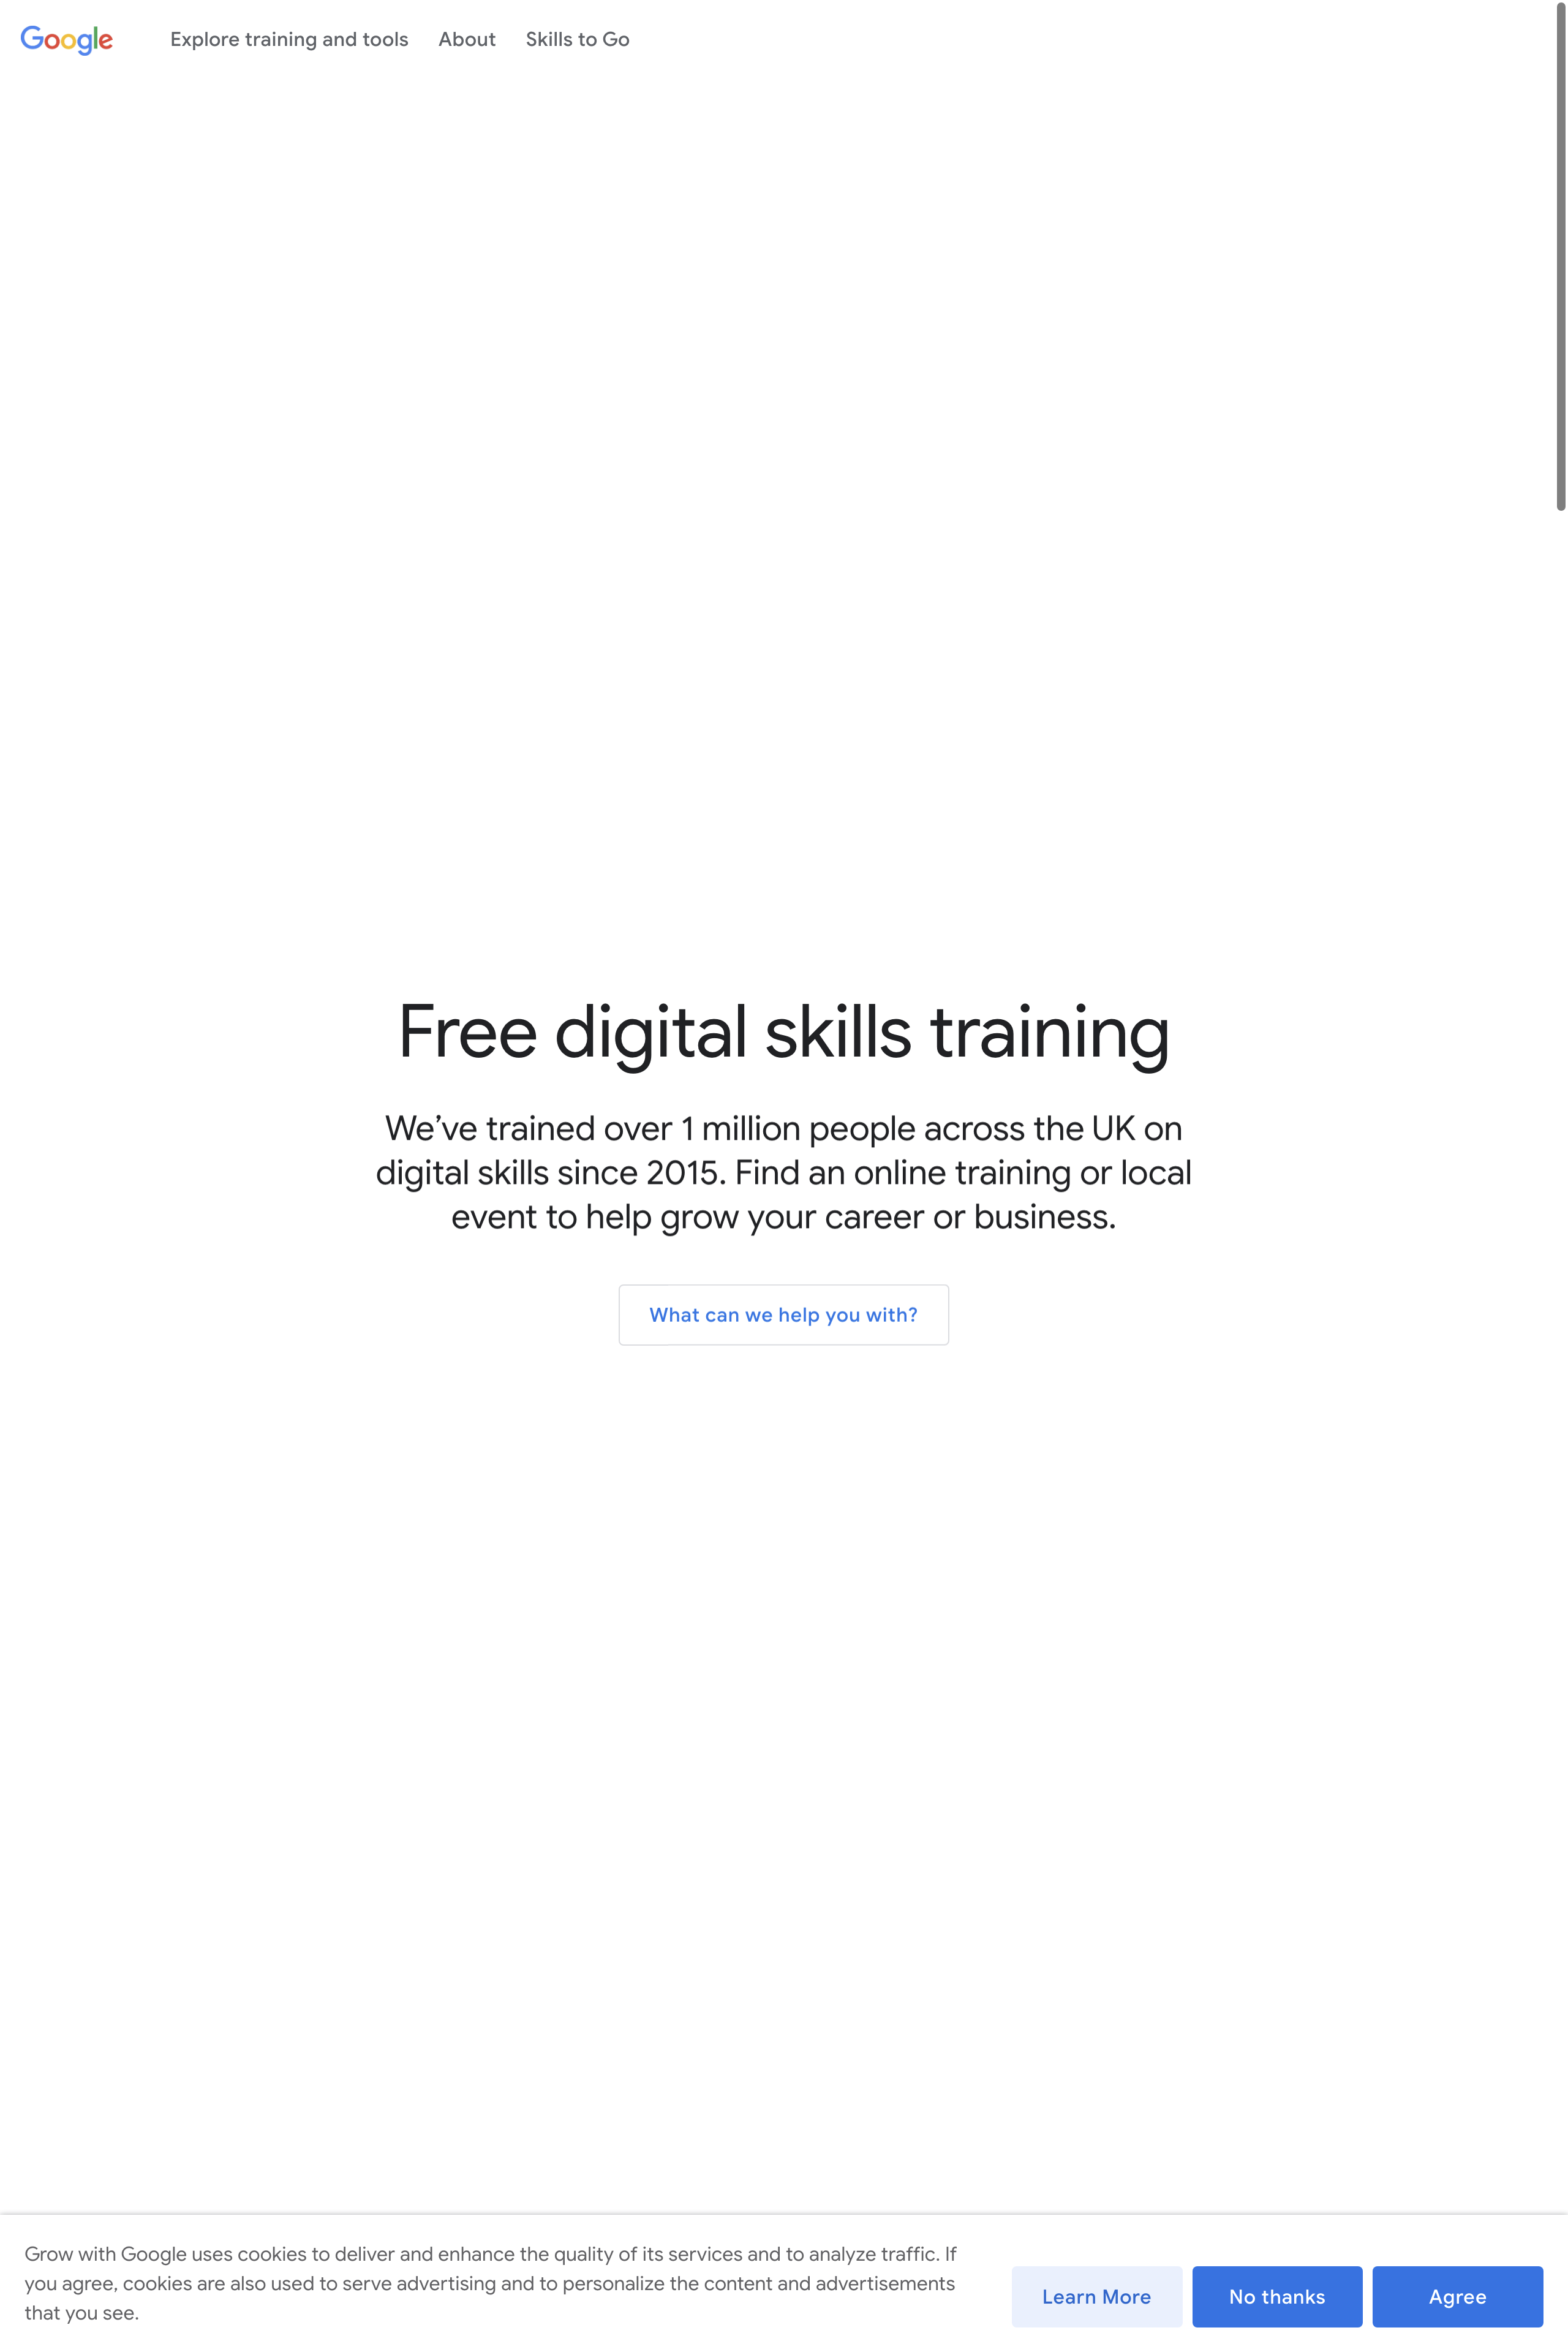 Google
Explore training and tools
About
Skills to Go
Free digital skills training
We’ve trained over 1 million people across the UK on
digital skills since 2015. Find an online training or local
event to help grow your career or business.
What can we help you with?
Grow with Google uses cookies to deliver and enhance the quality of its services and to analyze traffic. If
you agree, cookies are also used to serve advertising and to personalize the content and advertisements
that you see.
Learn More
No thanks
Agree